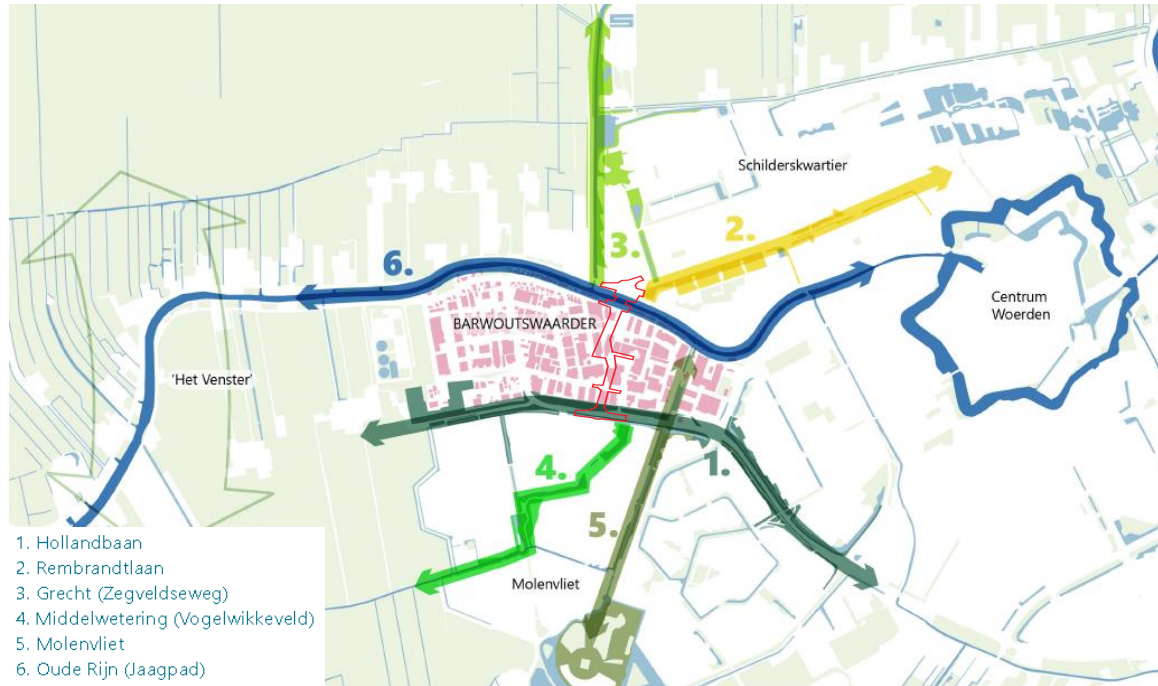 Schilderskwartier
2.
3.
6.
Centrum
Woerden
BARWOUTSWAARDER
'Het Venster'
1.
4.
5.
Molenvliet
1. Hollandbaan
2. Rembrandtlaan
3. Grecht (Zegveldseweg)
4. Middelwetering (Vogelwikkeveld)
5. Molenvliet
6. Oude Rijn (Jaagpad)